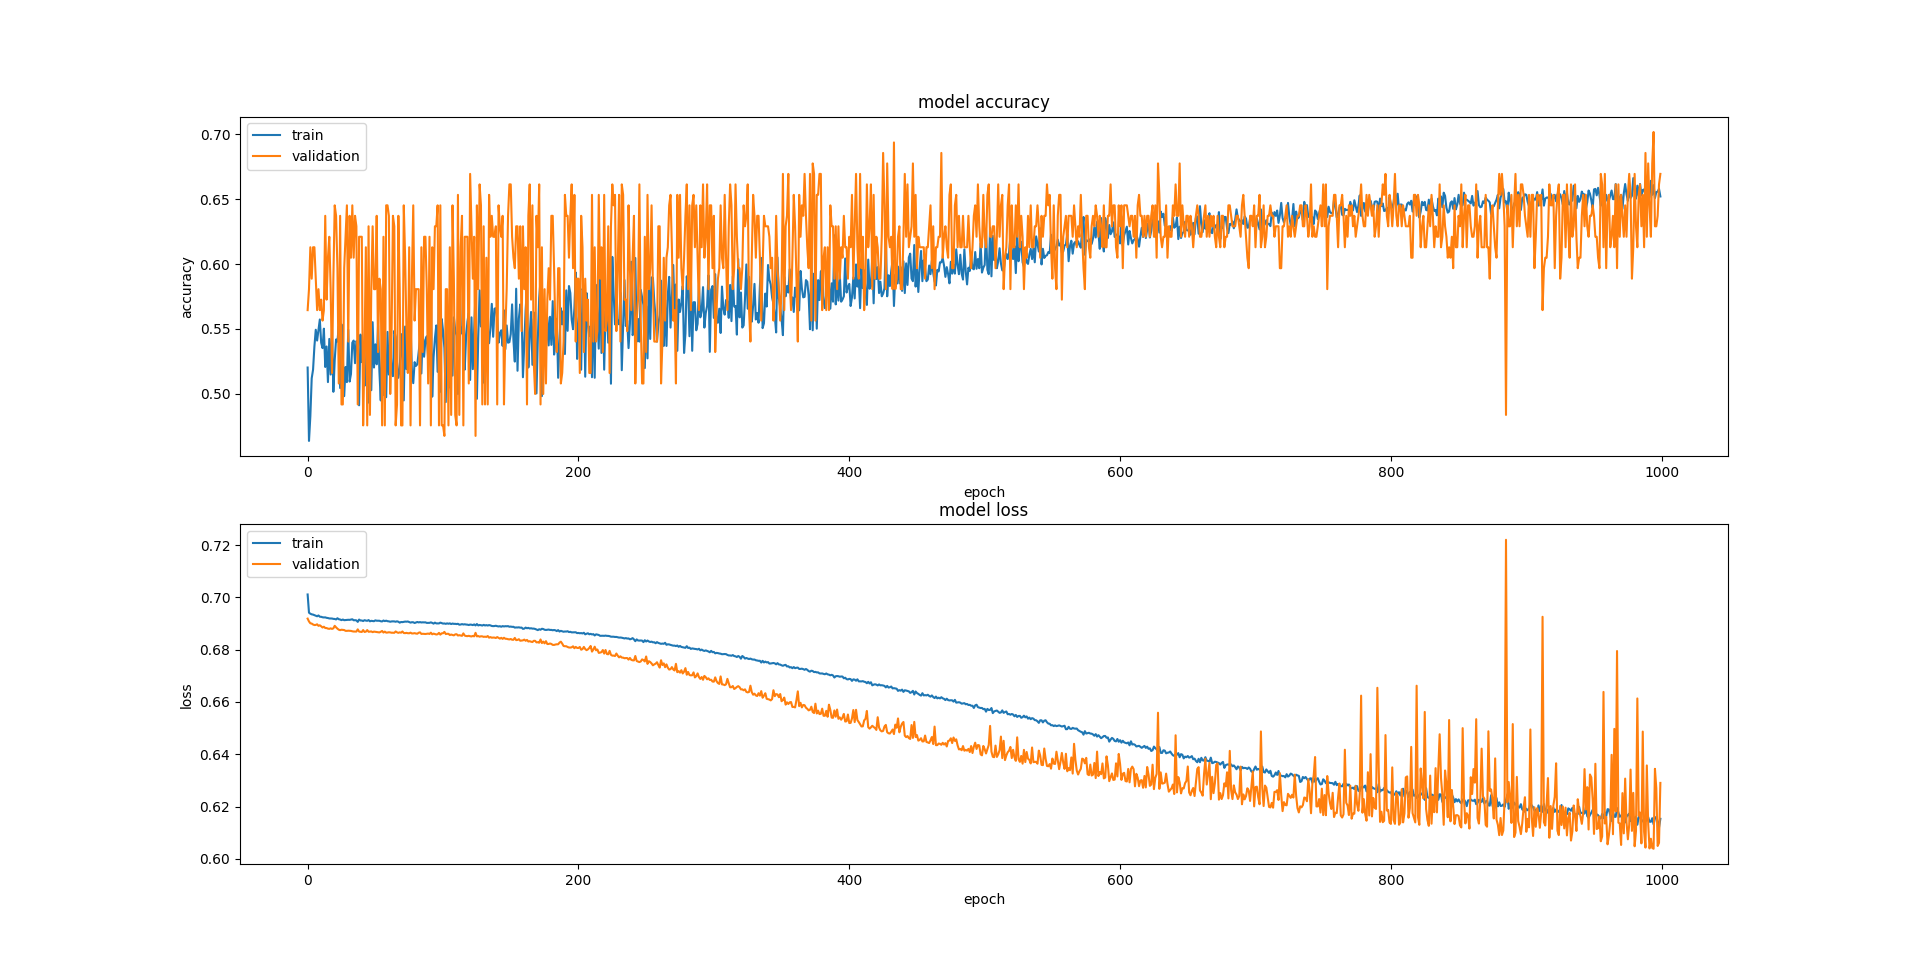 model accuracy
train
validation
0.70
0.65
0.60
0.55
0.50
accuracy
0 200 400 600 800 1000
epoch
model loss
train
validation
0.72
0.70
0.68
0.66
0.64
0.62
0.60
loss
0 200 400 600 800 1000
epoch